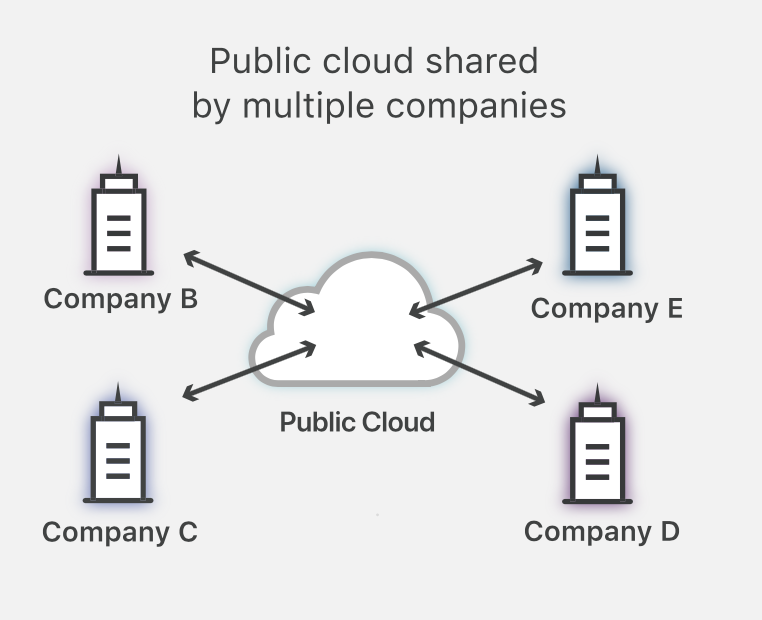 Public cloud shared
by multiple companies
Company B
Company E
Public Cloud
Company C
Company D